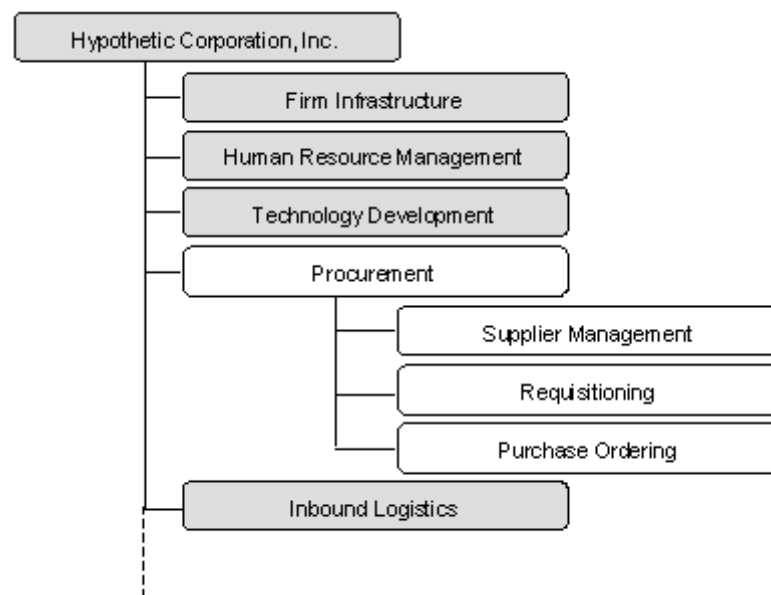 Hypothetic Corporation, Inc.
Firm Infrastructure
Human Resource Management
Technology Development
Procurement
Supplier Management
Requisitioning
Purchase Ordering
Inbound Logistics